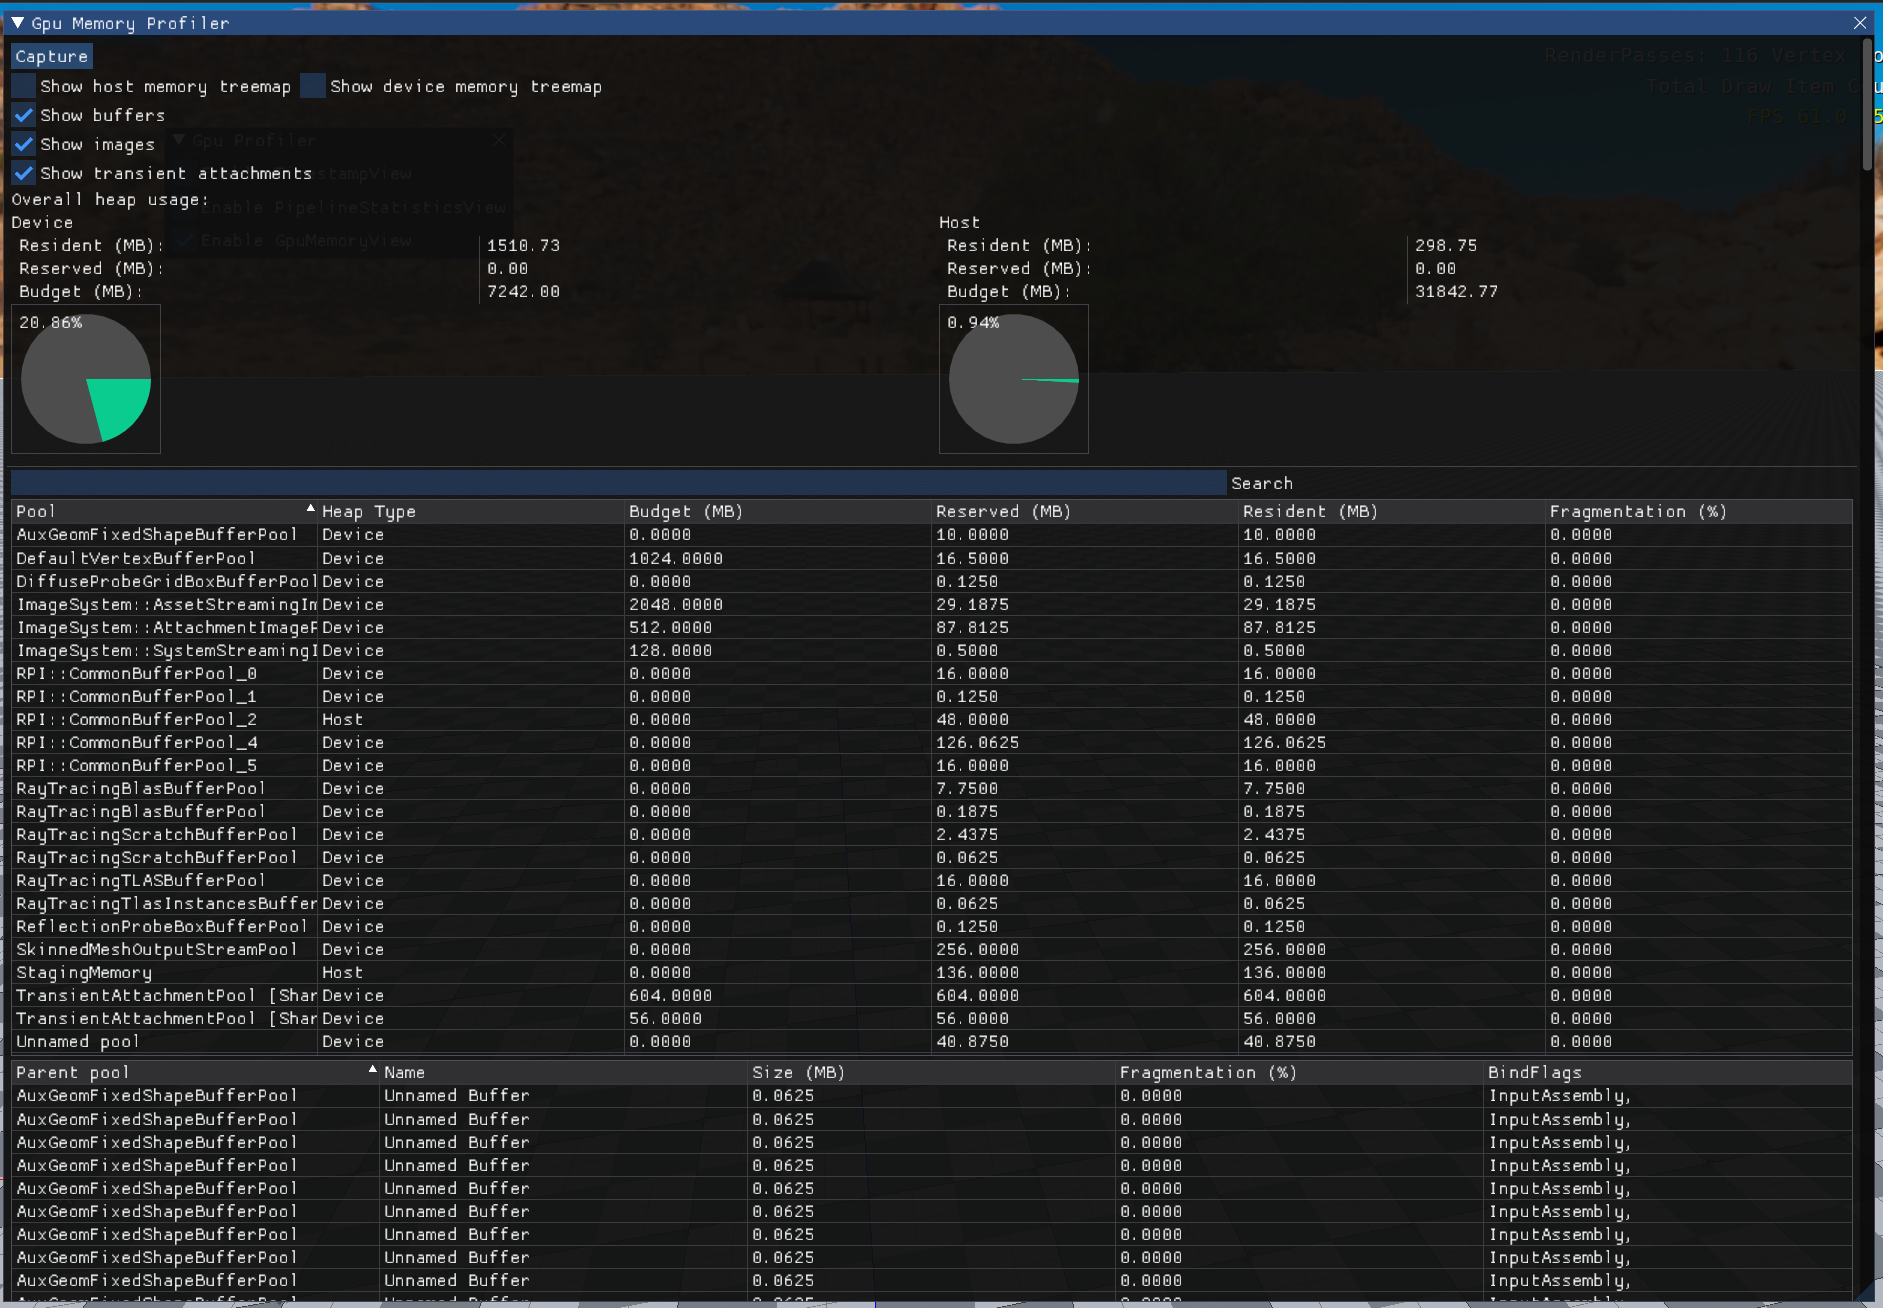 Gpu Memory Profiler
Capture
RenderPasses: 116 Vertex
Show host memory treemap Show device memory treemap
Total Draw Item C
Show buffers
FPS 61.0
Show images
Gpu Profiler
Show transient attachments stampView
Overall heap usage:
Enable PipelineStatisticsView
Device Host
Enable GpuMemoryView
Resident (MB): 1510.73 Resident (MB): 298.75
Reserved (MB): 0.00 Reserved (MB): 0.00
Budget (MB): 7242.00 Budget (MB): 31842.77
20.86% 0.94%
Search
Pool Heap Type Budget (MB) Reserved (MB) Resident (MB) Fragmentation (%)
AuxGeomFixedShapeBufferPool Device 0.0000 10.0000 10.0000 0.0000
DefaultVertexBufferPool Device 1024.0000 16.5000 16.5000 0.0000
DiffuseProbeGridBoxBufferPool Device 0.0000 0.1250 0.1250 0.0000
ImageSystem::AssetStreamingIm Device 2048.0000 29.1875 29.1875 0.0000
ImageSystem::AttachmentImageP Device 512.0000 87.8125 87.8125 0.0000
ImageSystem::SystemStreamingI Device 128.0000 0.5000 0.5000 0.0000
RPI::CommonBufferPool_0 Device 0.0000 16.0000 16.0000 0.0000
RPI::CommonBufferPool_1 Device 0.0000 0.1250 0.1250 0.0000
RPI::CommonBufferPool_2 Host 0.0000 48.0000 48.0000 0.0000
RPI::CommonBufferPool_4 Device 0.0000 126.0625 126.0625 0.0000
RPI::CommonBufferPool_5 Device 0.0000 16.0000 16.0000 0.0000
RayTracingBlasBufferPool Device 0.0000 7.7500 7.7500 0.0000
RayTracingBlasBufferPool Device 0.0000 0.1875 0.1875 0.0000
RayTracingScratchBufferPool Device 0.0000 2.4375 2.4375 0.0000
RayTracingScratchBufferPool Device 0.0000 0.0625 0.0625 0.0000
RayTracingTLASBufferPool Device 0.0000 16.0000 16.0000 0.0000
RayTracingTlasInstancesBuffer Device 0.0000 0.0625 0.0625 0.0000
ReflectionProbeBoxBufferPool Device 0.0000 0.1250 0.1250 0.0000
SkinnedMeshOutputStreamPool Device 0.0000 256.0000 256.0000 0.0000
StagingMemory Host 0.0000 136.0000 136.0000 0.0000
TransientAttachmentPool [Shar Device 604.0000 604.0000 604.0000 0.0000
TransientAttachmentPool [Shar Device 56.0000 56.0000 56.0000 0.0000
Unnamed pool Device 0.0000 40.8750 40.8750 0.0000
Parent pool Name Size (MB) Fragmentation (%) BindFlags
AuxGeomFixedShapeBufferPool Unnamed Buffer 0.0625 0.0000 InputAssembly,
AuxGeomFixedShapeBufferPool Unnamed Buffer 0.0625 0.0000 InputAssembly,
AuxGeomFixedShapeBufferPool Unnamed Buffer 0.0625 0.0000 InputAssembly,
AuxGeomFixedShapeBufferPool Unnamed Buffer 0.0625 0.0000 InputAssembly,
AuxGeomFixedShapeBufferPool Unnamed Buffer 0.0625 0.0000 InputAssembly,
AuxGeomFixedShapeBufferPool Unnamed Buffer 0.0625 0.0000 InputAssembly,
AuxGeomFixedShapeBufferPool Unnamed Buffer 0.0625 0.0000 InputAssembly,
AuxGeomFixedShapeBufferPool Unnamed Buffer 0.0625 0.0000 InputAssembly,
AuxGeomFixedShapeBufferPool Unnamed Buffer 0.0625 0.0000 InputAssembly,